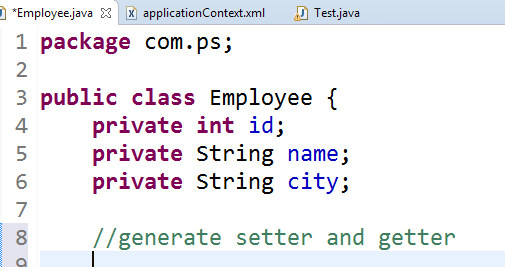 *Employee.java applicationContext.xml Test.java
1 package com.ps;
2
3 public class Employee {
4 private int id;
5 private String name;
6 private String city;
7
8 //generate setter and getter
9